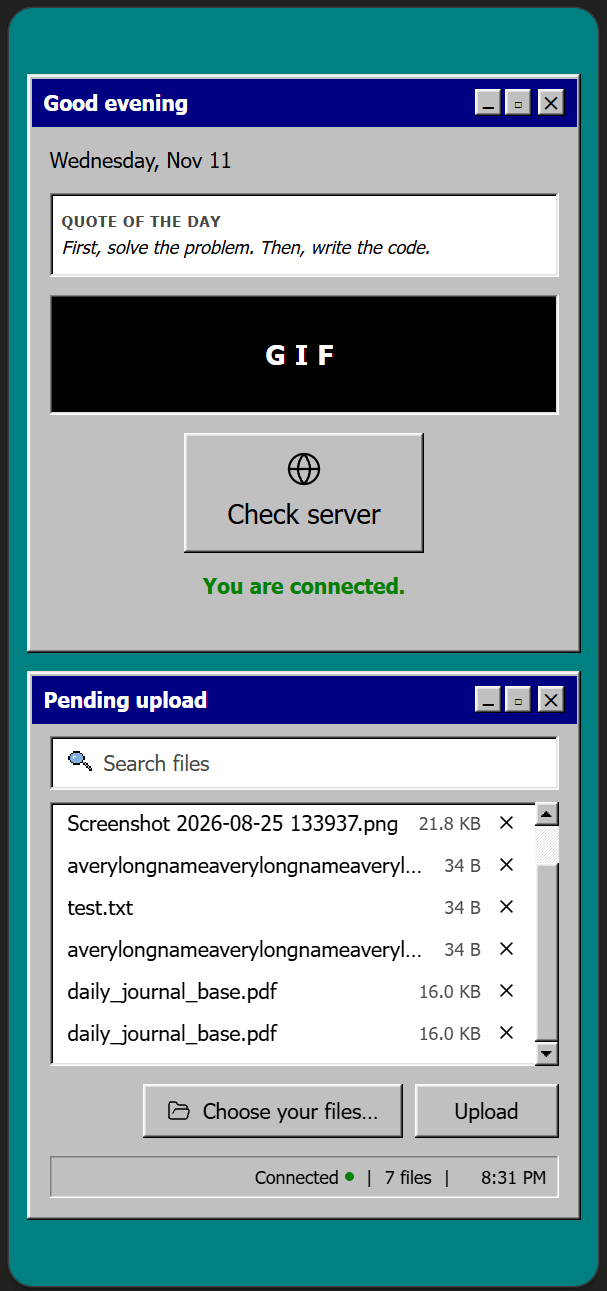 Good evening
Wednesday, Nov 11
QUOTE OF THE DAY
First, solve the problem. Then, write the code.
G I F
Check server
You are connected.
Pending upload
Search files
Screenshot 2026-08-25 133937.png 21.8 KB
averylongnameaverylongnameaveryl... 34 B
test.txt 34 B
averylongnameaverylongnameaveryl... 34 B
daily_journal_base.pdf 16.0 KB
daily_journal_base.pdf 16.0 KB
Choose your files... Upload
Connected | 7 files | 8:31 PM